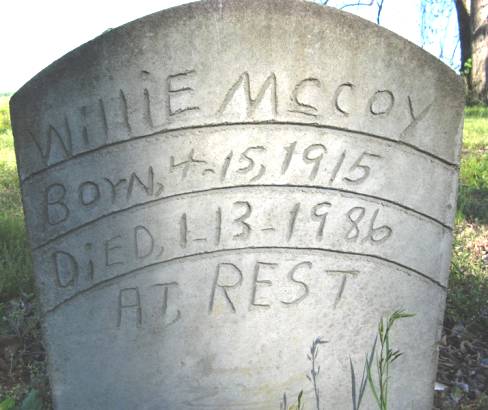 WilliE MCCOY
BORN, 4-15, 1915
DiED, 1-13-1986
AT, REST